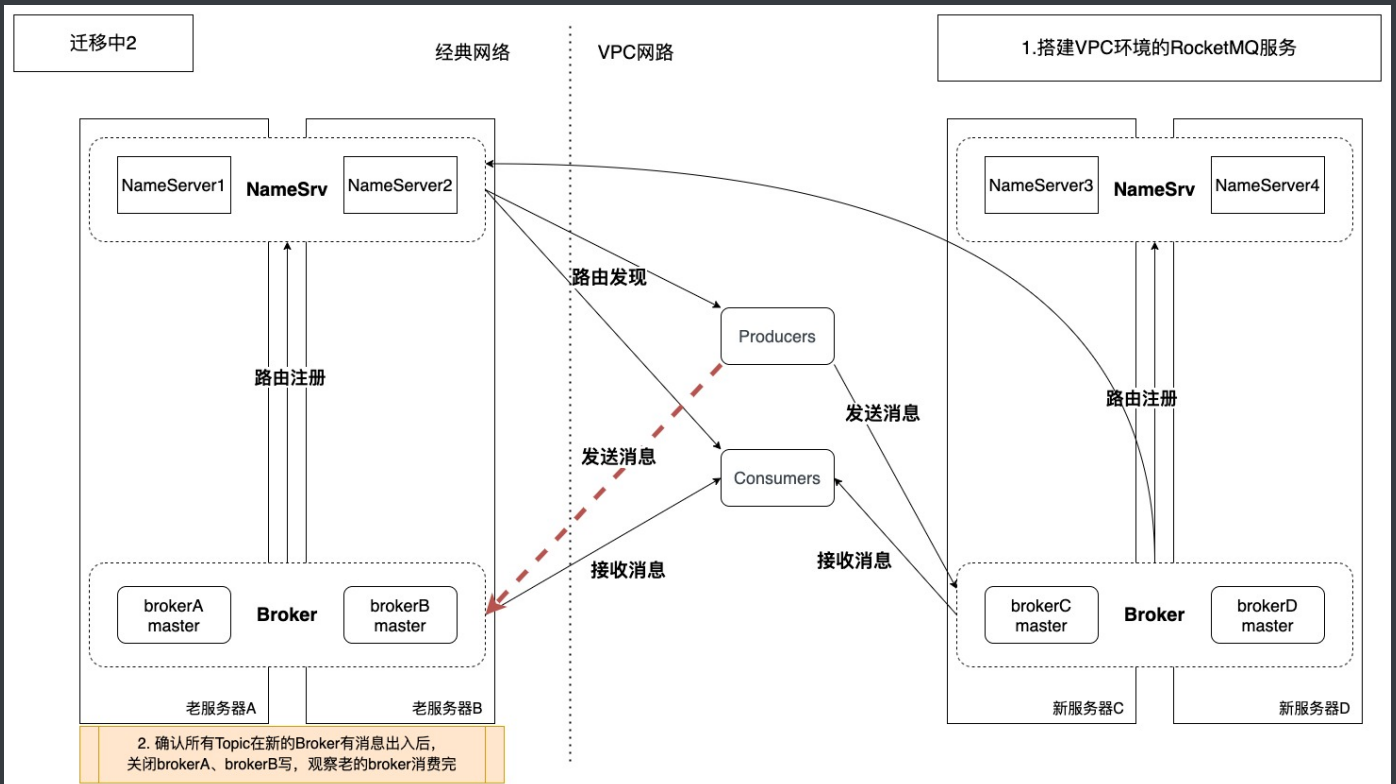 迁移中2
经典网络
VPC网路
1.搭建VPC环境的RocketMQ服务
NameServer1
NameSrv
NameServer2
NameServer3
NameSrv
NameServer4
路由发现
Producers
路由注册
路由注册
发送消息
发送消息
Consumers
接收消息
接收消息
brokerA
master
Broker
brokerB
master
brokerC
master
Broker
brokerD
master
老服务器A
老服务器B
新服务器C
新服务器D
2. 确认所有Topic在新的Broker有消息出入后，
关闭brokerA、brokerB写，观察老的broker消费完